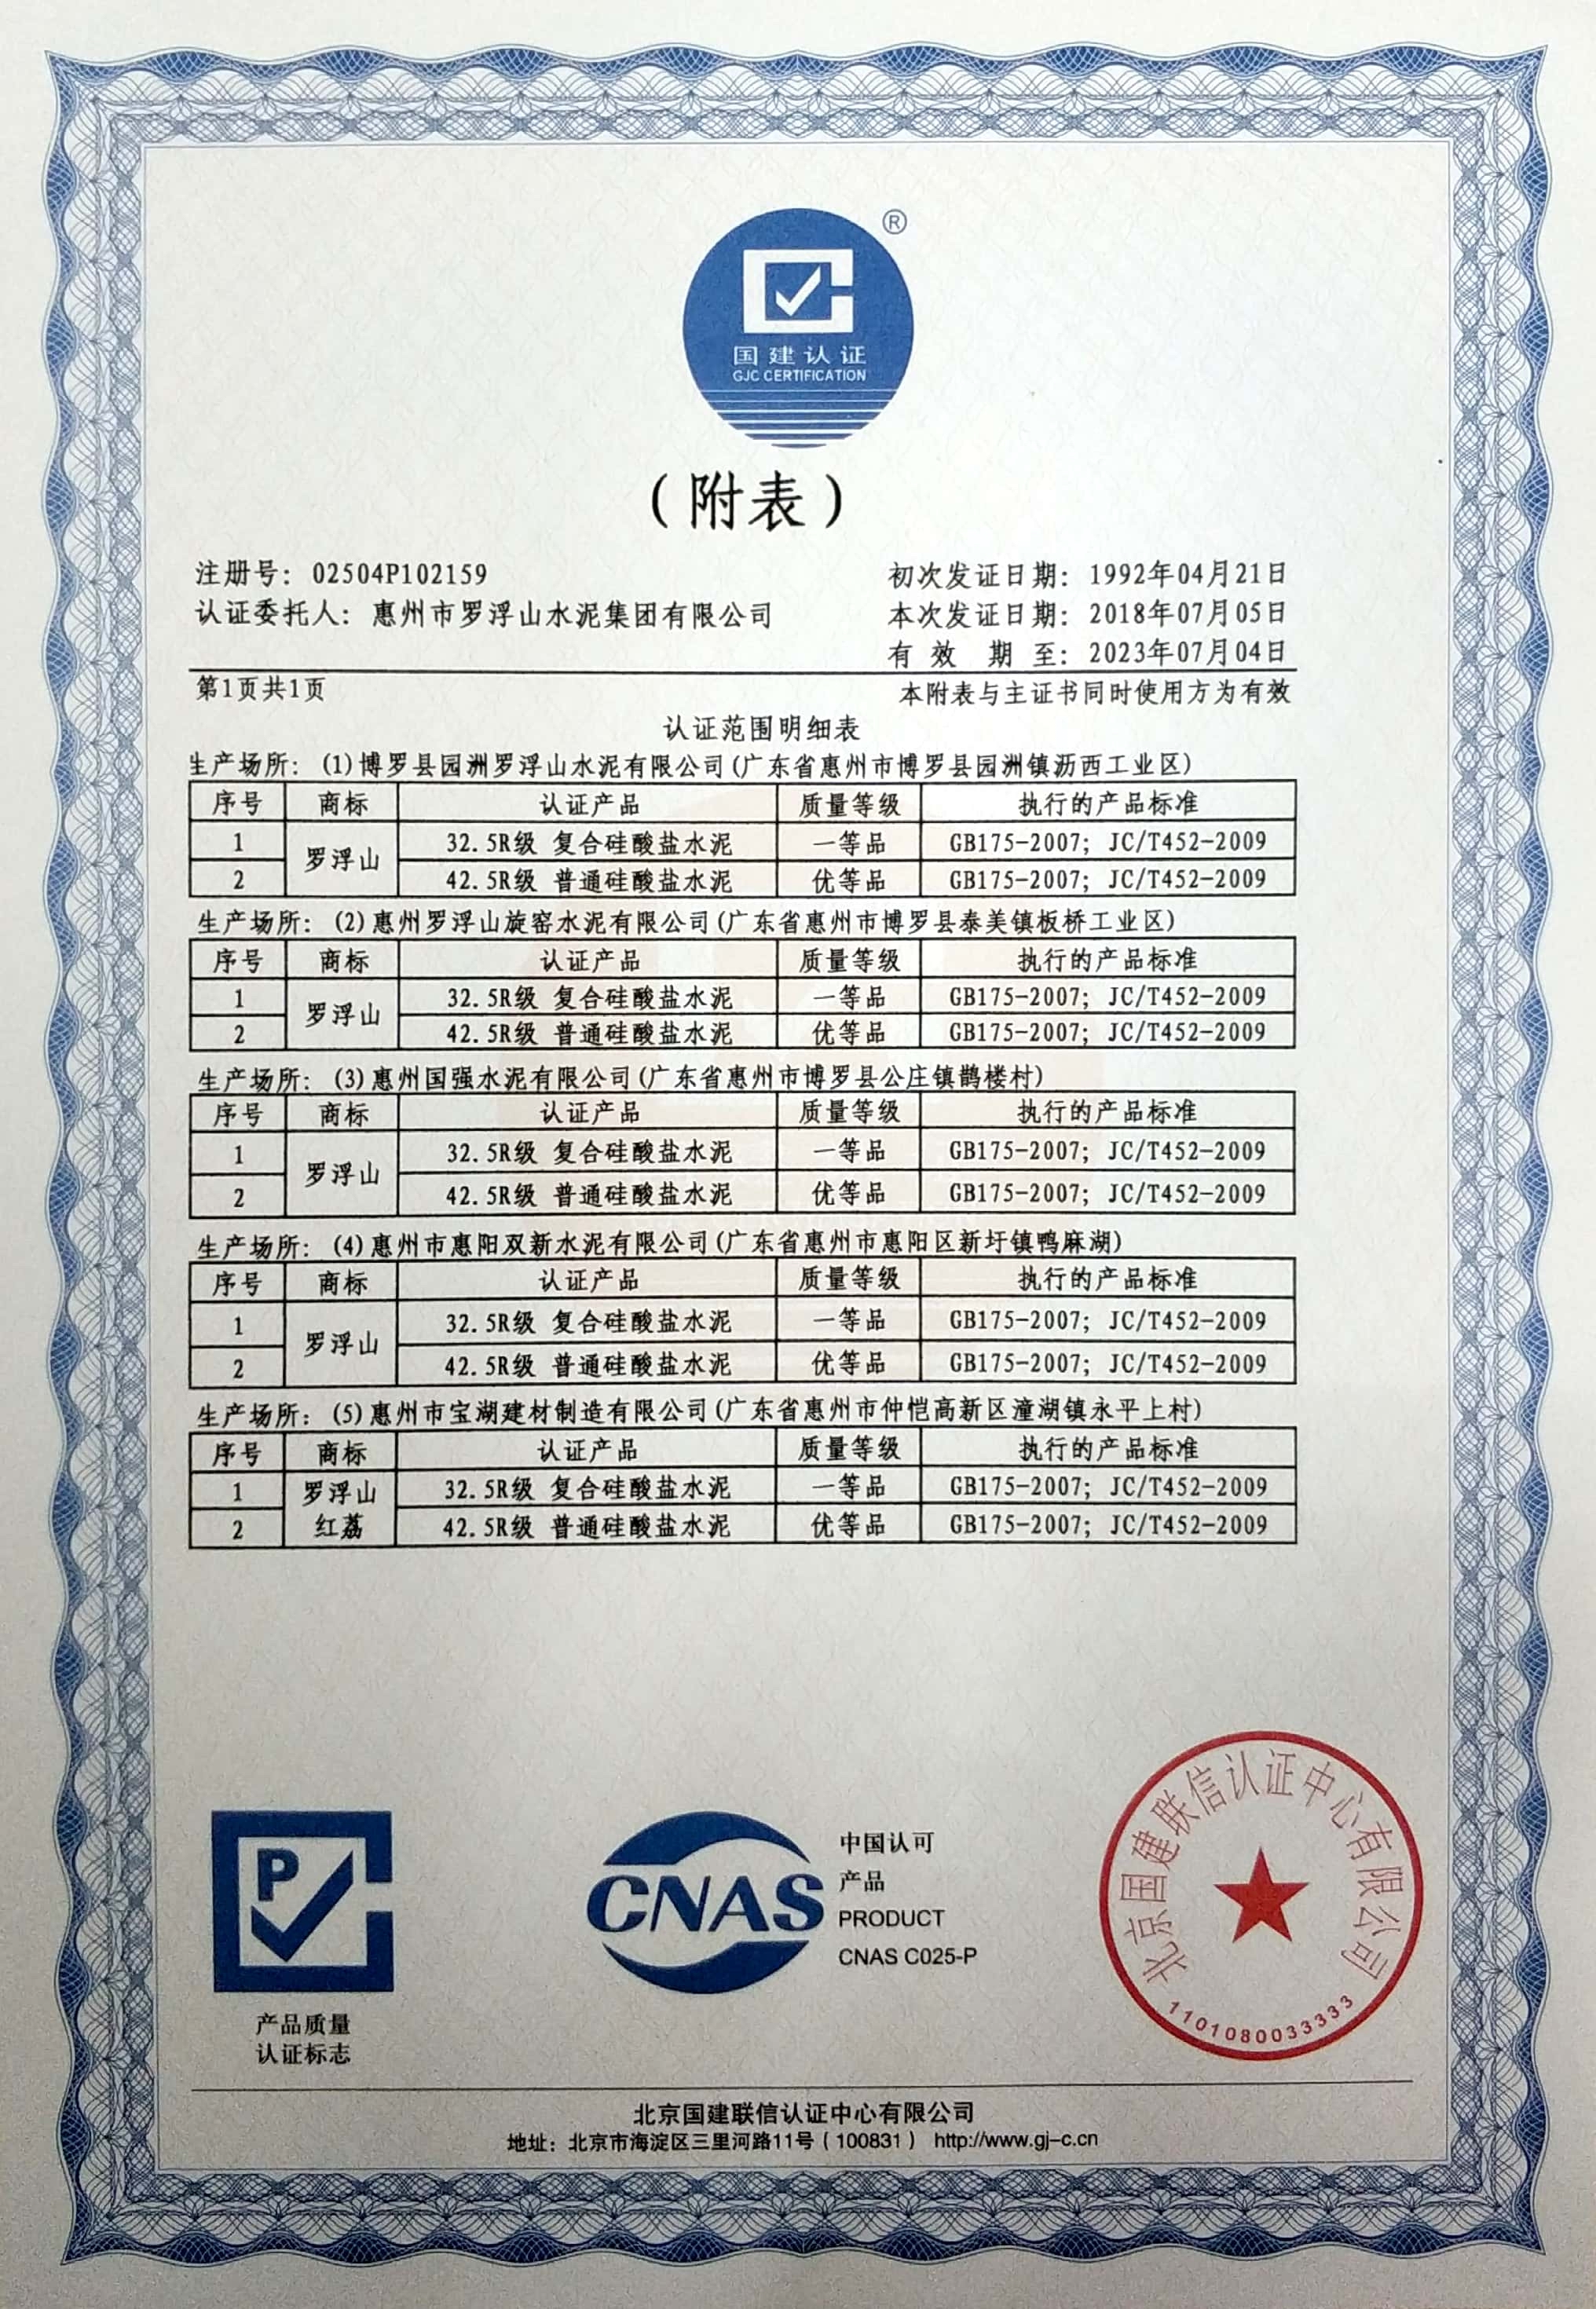 ®
国建认证
GJC CERTIFICATION
（附表）
注册号：02504P102159
初次发证日期：1992年04月21日
认证委托人：惠州市罗浮山水泥集团有限公司
本次发证日期：2018年07月05日
有效期至：2023年07月04日
第1页共1页
本附表与主证书同时使用方为有效
认证范围明细表
生产场所：(1)博罗县园洲罗浮山水泥有限公司(广东省惠州市博罗县园洲镇沥西工业区)
序号 商标 认证产品 质量等级 执行的产品标准
1 罗浮山 32.5R级 复合硅酸盐水泥 一等品 GB175-2007; JC/T452-2009
2 42.5R级 普通硅酸盐水泥 优等品 GB175-2007; JC/T452-2009
生产场所：(2)惠州罗浮山旋窑水泥有限公司(广东省惠州市博罗县泰美镇板桥工业区)
序号 商标 认证产品 质量等级 执行的产品标准
1 罗浮山 32.5R级 复合硅酸盐水泥 一等品 GB175-2007; JC/T452-2009
2 42.5R级 普通硅酸盐水泥 优等品 GB175-2007; JC/T452-2009
生产场所：(3)惠州国强水泥有限公司(广东省惠州市博罗县公庄镇鹊楼村)
序号 商标 认证产品 质量等级 执行的产品标准
1 罗浮山 32.5R级 复合硅酸盐水泥 一等品 GB175-2007; JC/T452-2009
2 42.5R级 普通硅酸盐水泥 优等品 GB175-2007; JC/T452-2009
生产场所：(4)惠州市惠阳双新水泥有限公司(广东省惠州市惠阳区新圩镇鸭麻湖)
序号 商标 认证产品 质量等级 执行的产品标准
1 罗浮山 32.5R级 复合硅酸盐水泥 一等品 GB175-2007; JC/T452-2009
2 42.5R级 普通硅酸盐水泥 优等品 GB175-2007; JC/T452-2009
生产场所：(5)惠州市宝湖建材制造有限公司(广东省惠州市仲恺高新区潼湖镇永平上村)
序号 商标 认证产品 质量等级 执行的产品标准
1 罗浮山 32.5R级 复合硅酸盐水泥 一等品 GB175-2007; JC/T452-2009
2 红荔 42.5R级 普通硅酸盐水泥 优等品 GB175-2007; JC/T452-2009
P
产品质量
认证标志
CNAS
中国认可
产品
PRODUCT
CNAS C025-P
北京国建联信认证中心有限公司
1101080033333
北京国建联信认证中心有限公司
地址：北京市海淀区三里河路11号（100831） http://www.gj-c.cn